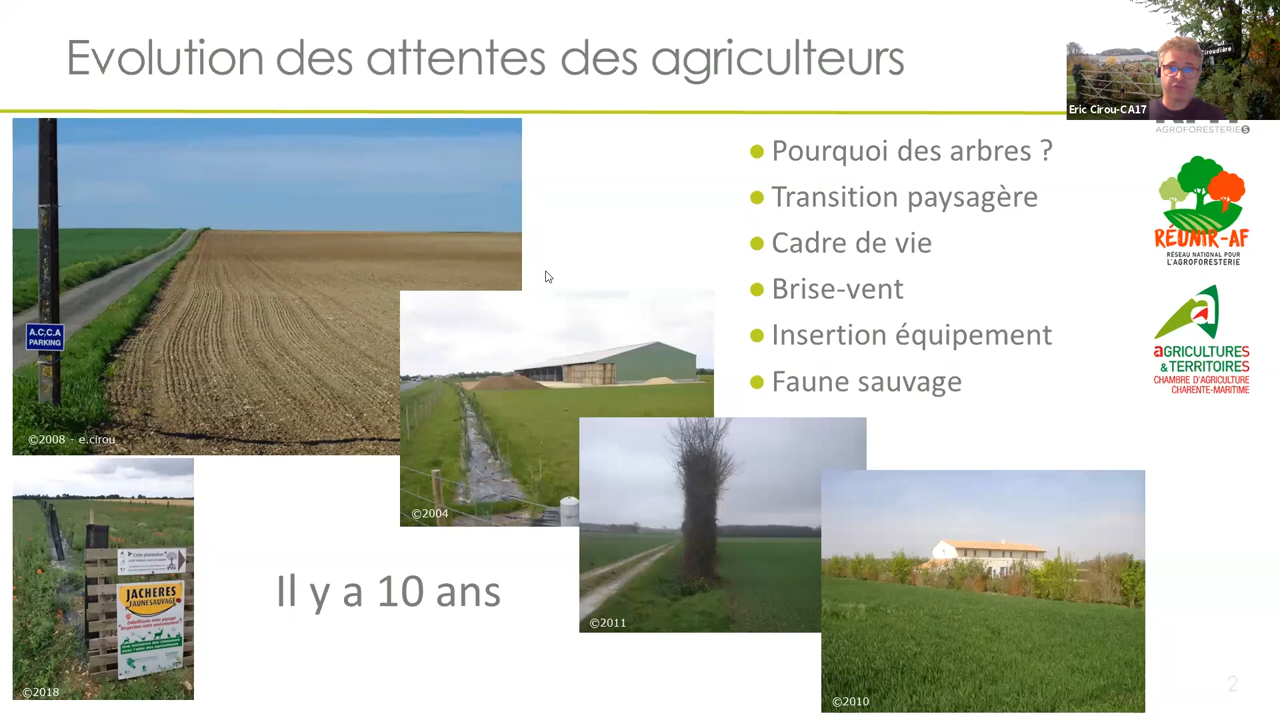 Evolution des attentes des agriculteurs
Eric Cirou-CA17
AGROFORESTERIES
Pourquoi des arbres ?
Transition paysagère
Cadre de vie
Brise-vent
Insertion équipement
Faune sauvage
RÉUNIR-AF
RÉSEAU NATIONAL POUR
L'AGROFORESTERIE
aGRICULTURES
& TERRITOIRES
CHAMBRE D'AGRICULTURE
CHARENTE-MARITIME
A.C.C.A
PARKING
©2008 - e.cirou
©2004
©2011
©2010
Cette plantation
JACHERES
FAUNE SAUVAGE
©2018
Il y a 10 ans
2